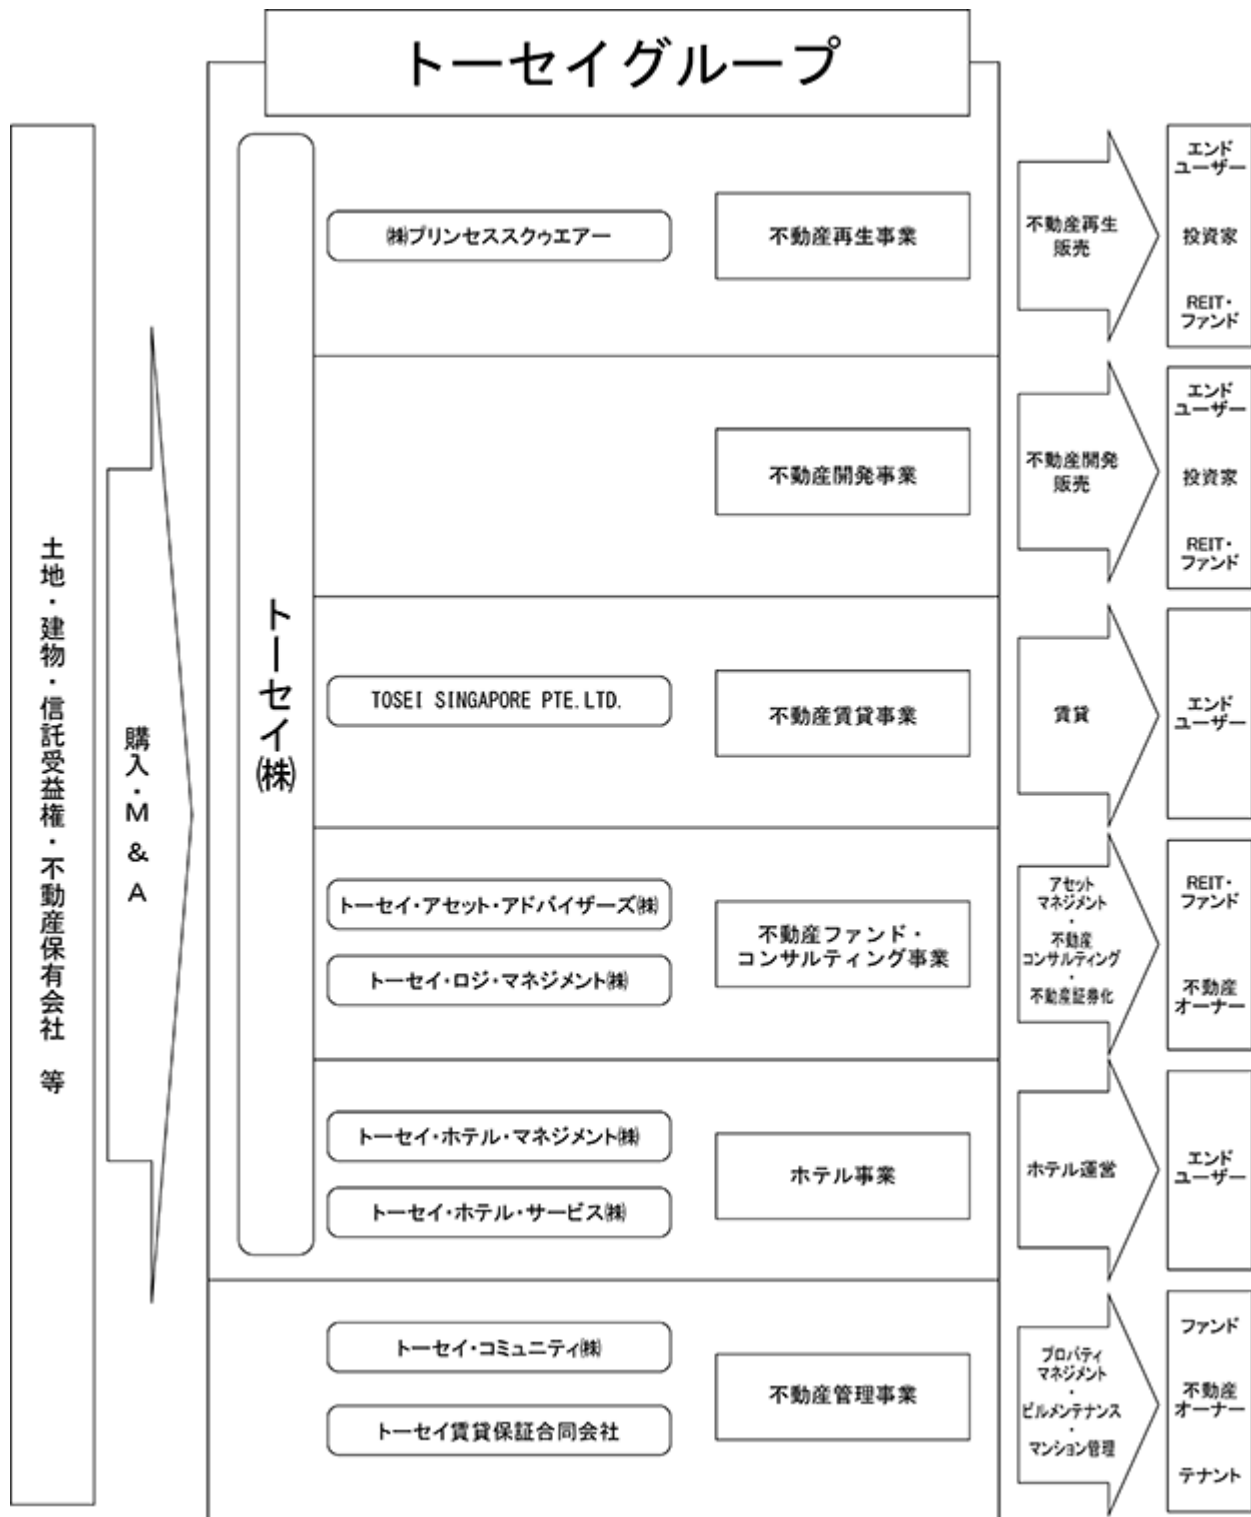 トーセイグループ
土地・建物・信託受益権・不動産保有会社 等
購入・M&A
トーセイ㈱
㈱プリンセススクゥエアー
不動産再生事業
不動産再生
販売
エンド
ユーザー
投資家
REIT・
ファンド
不動産開発事業
不動産開発
販売
エンド
ユーザー
投資家
REIT・
ファンド
TOSEI SINGAPORE PTE.LTD.
不動産賃貸事業
賃貸
エンド
ユーザー
トーセイ・アセット・アドバイザーズ㈱
トーセイ・ロジ・マネジメント㈱
不動産ファンド・
コンサルティング事業
アセット
マネジメント
・
不動産
コンサルティング
・
不動産証券化
REIT・
ファンド
不動産
オーナー
トーセイ・ホテル・マネジメント㈱
トーセイ・ホテル・サービス㈱
ホテル事業
ホテル運営
エンド
ユーザー
トーセイ・コミュニティ㈱
トーセイ賃貸保証合同会社
不動産管理事業
プロパティ
マネジメント
・
ビルメンテナンス
・
マンション管理
ファンド
不動産
オーナー
テナント